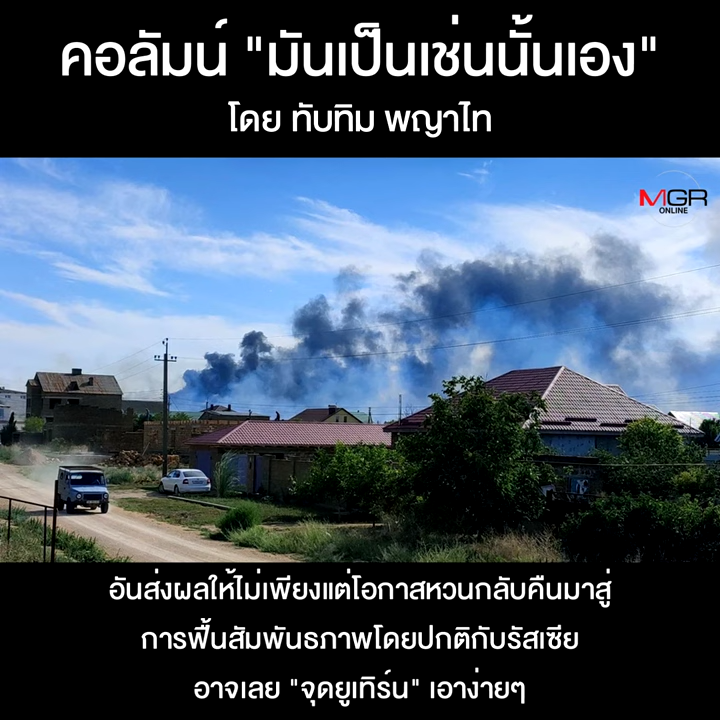 คอลัมน์ "มันเป็นเช่นนั้นเอง"
โดย ทับทิม พญาไท
MGR
ONLINE
อันส่งผลให้ไม่เพียงแต่โอกาสหวนกลับคืนมาสู่
การฟื้นสัมพันธภาพโดยปกติกับรัสเซีย
อาจเลย "จุดยูเทิร์น" เอาง่ายๆ